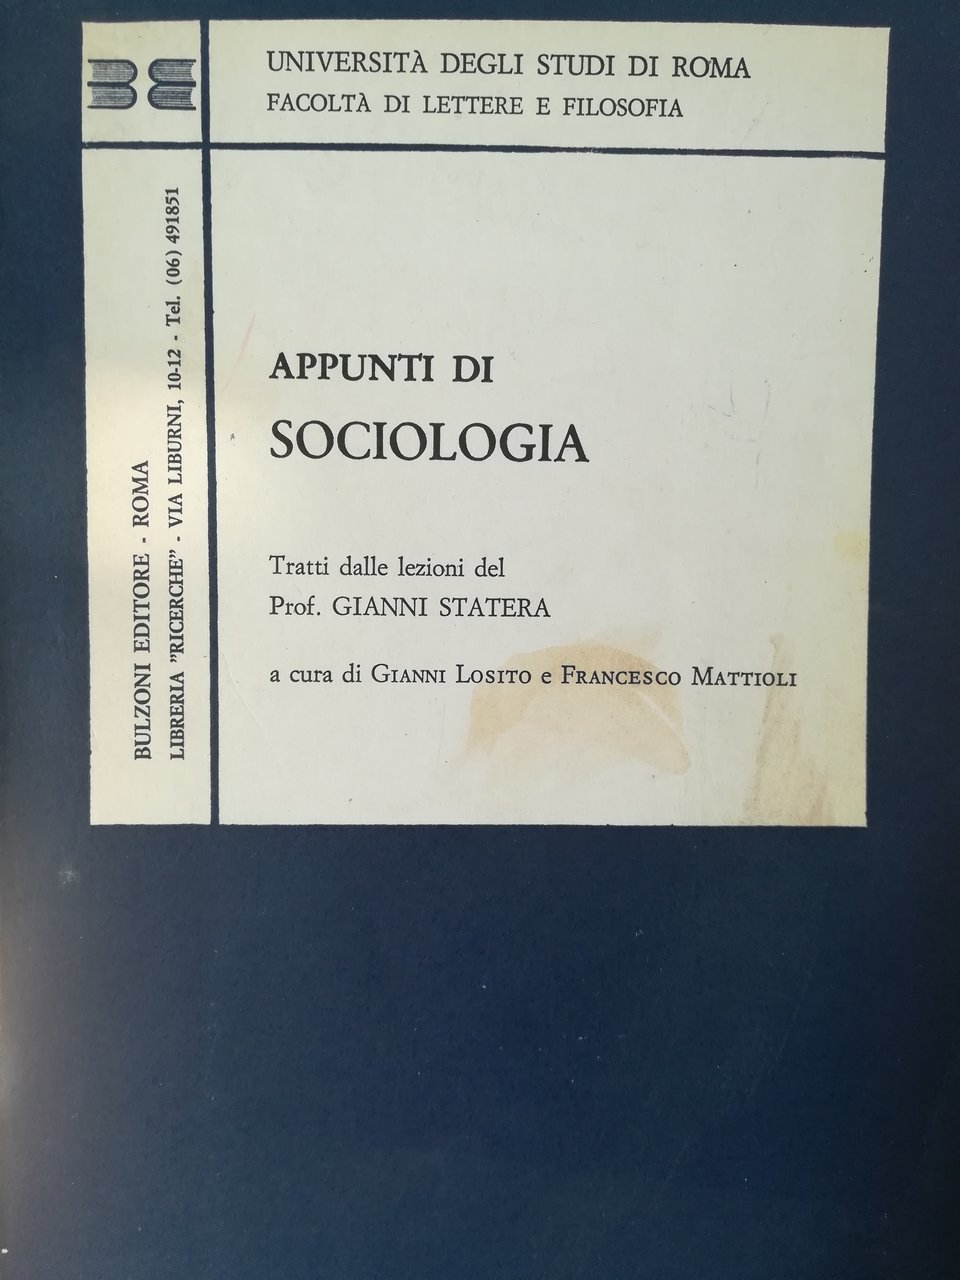 UNIVERSITÀ DEGLI STUDI DI ROMA
FACOLTÀ DI LETTERE E FILOSOFIA
APPUNTI DI
SOCIOLOGIA
Tratti dalle lezioni del
Prof. GIANNI STATERA
a cura di GIANNI LOSITO e FRANCESCO MATTIOLI
BULZONI EDITORE - ROMA
LIBRERIA ”RICERCHE” - VIA LIBURNI, 10-12 - Tel. (06) 491851